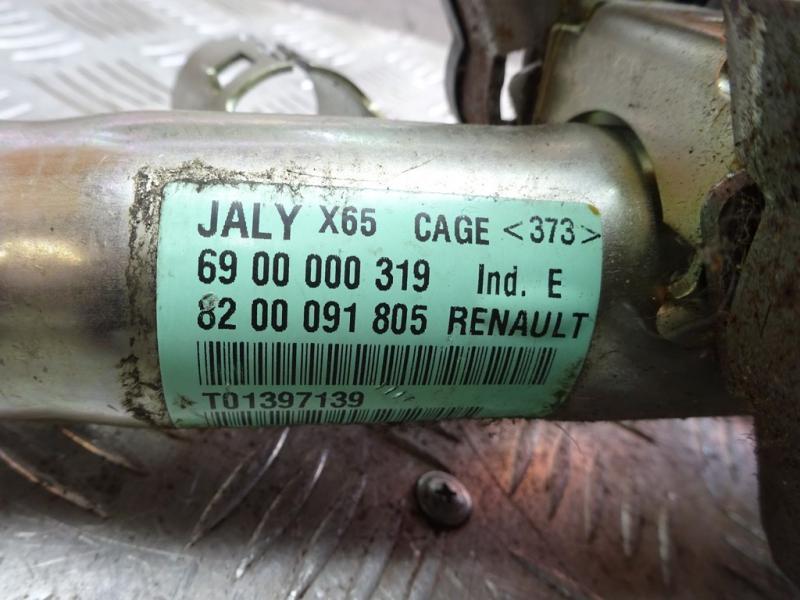 JALY X65 CAGE <373>
69 00 000 319 Ind. E
82 00 091 805 RENAULT
T01397139